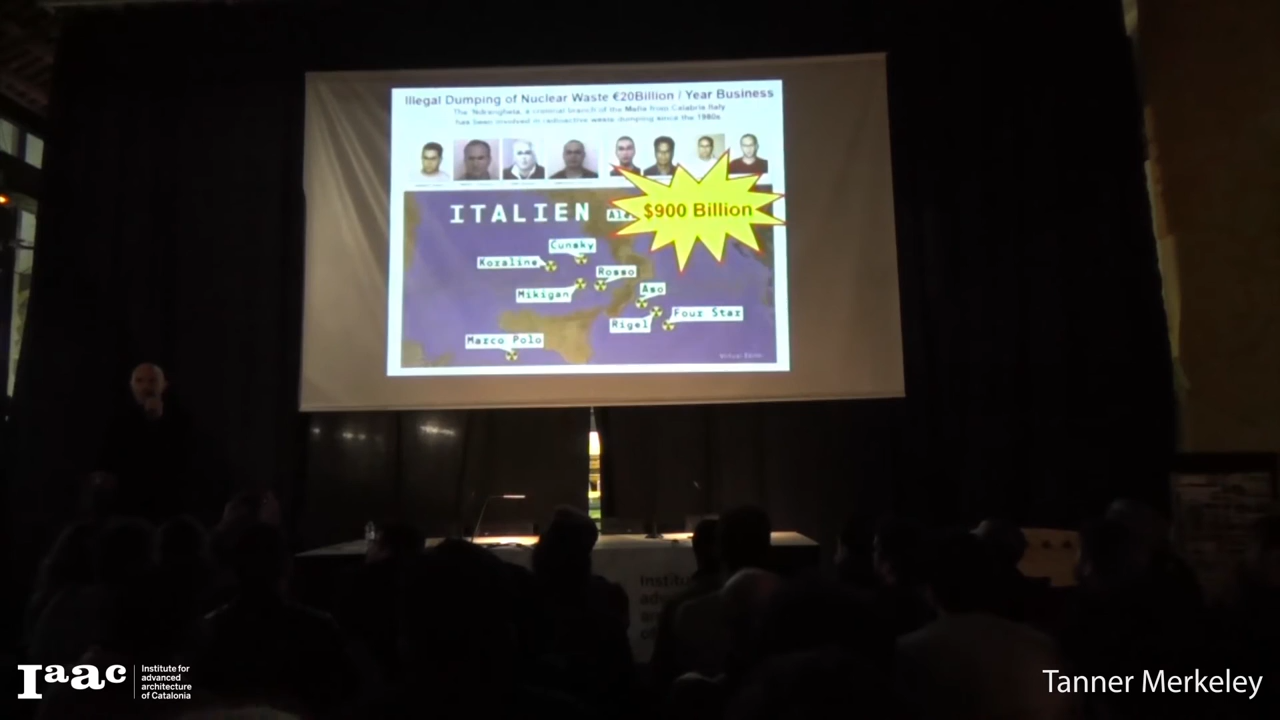 Illegal Dumping of Nuclear Waste €20Billion / Year Business
The 'Ndrangheta, a criminal branch of the Mafia from Calabria Italy
has been involved in radioactive waste dumping since the 1980s
$900 Billion
ITALIEN
Cunsky
Koraline
Rosso
Mikigan
Aso
Four Star
Rigel
Marco Polo
Iaac
Institute for
advanced
architecture
of Catalonia
Tanner Merkeley